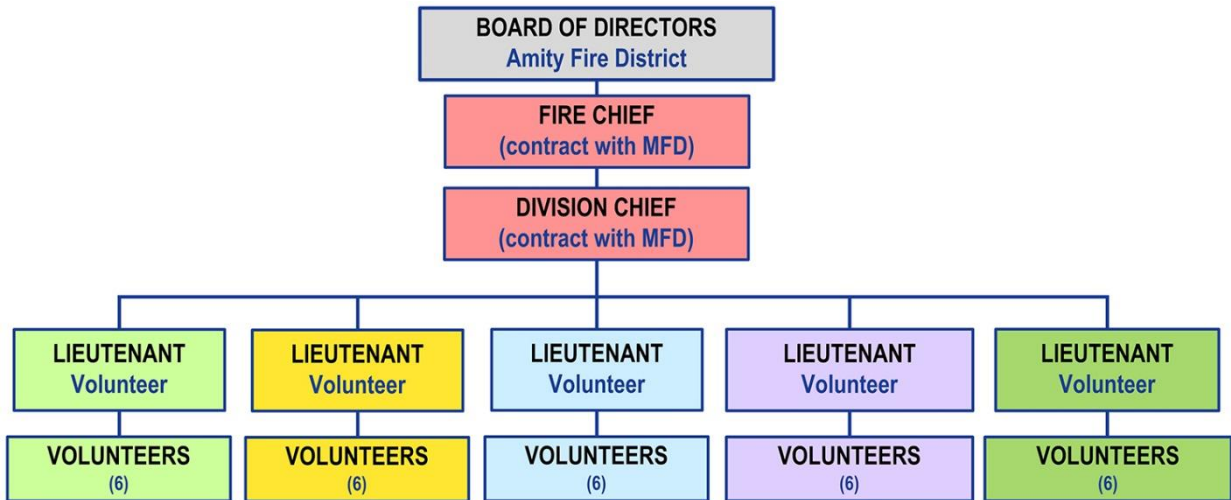 BOARD OF DIRECTORS
Amity Fire District
FIRE CHIEF
(contract with MFD)
DIVISION CHIEF
(contract with MFD)
LIEUTENANT
Volunteer
LIEUTENANT
Volunteer
LIEUTENANT
Volunteer
LIEUTENANT
Volunteer
LIEUTENANT
Volunteer
VOLUNTEERS
(6)
VOLUNTEERS
(6)
VOLUNTEERS
(6)
VOLUNTEERS
(6)
VOLUNTEERS
(6)